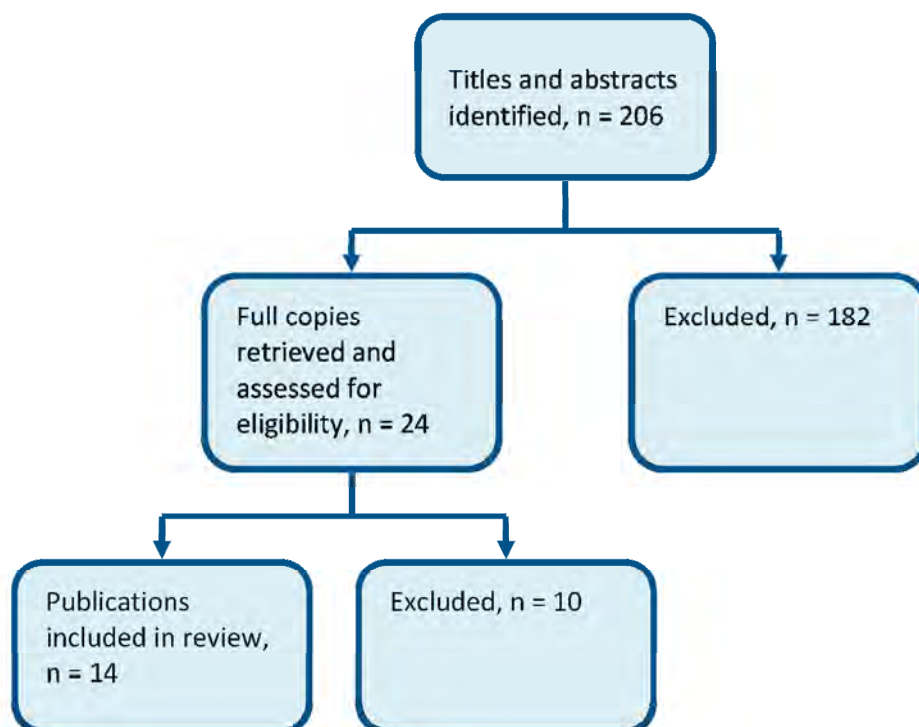 Titles and abstracts
identified, n = 206
Full copies
retrieved and
assessed for
eligibility, n = 24
Excluded, n = 182
Publications
included in review,
n = 14
Excluded, n = 10